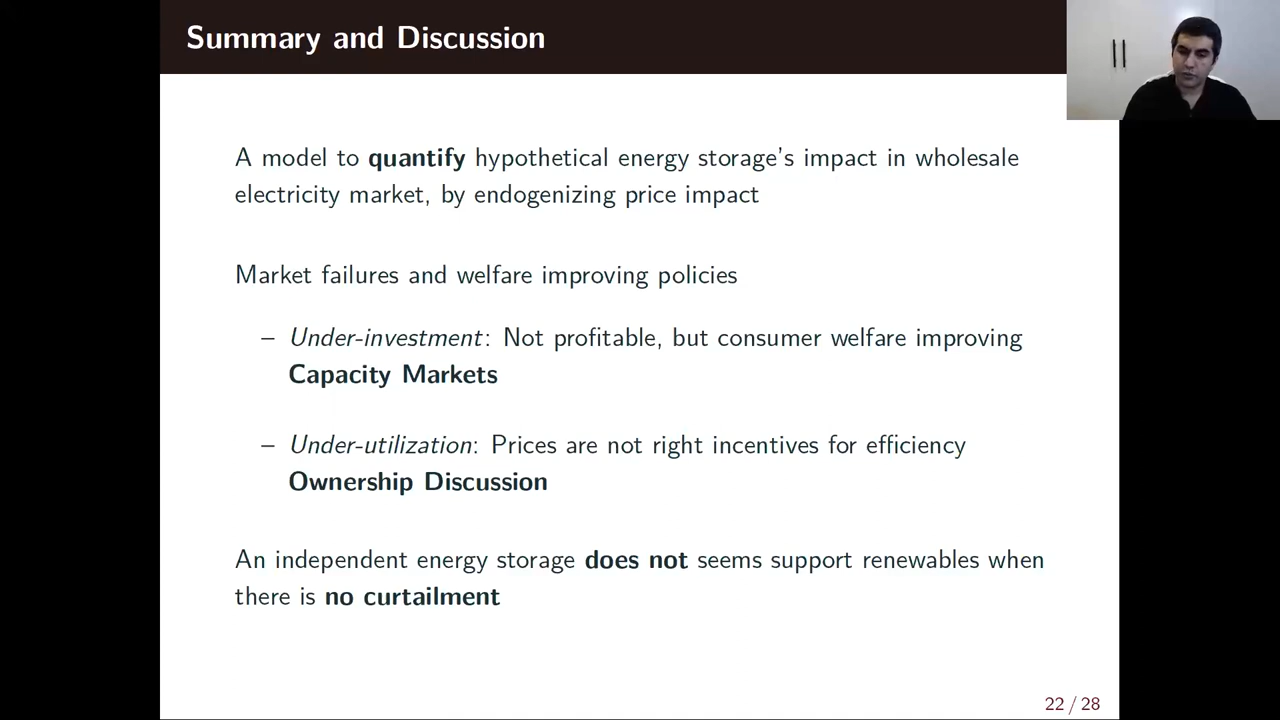 Summary and Discussion
A model to quantify hypothetical energy storage's impact in wholesale
electricity market, by endogenizing price impact
Market failures and welfare improving policies
– Under-investment: Not profitable, but consumer welfare improving
Capacity Markets
– Under-utilization: Prices are not right incentives for efficiency
Ownership Discussion
An independent energy storage does not seems support renewables when
there is no curtailment
22 / 28